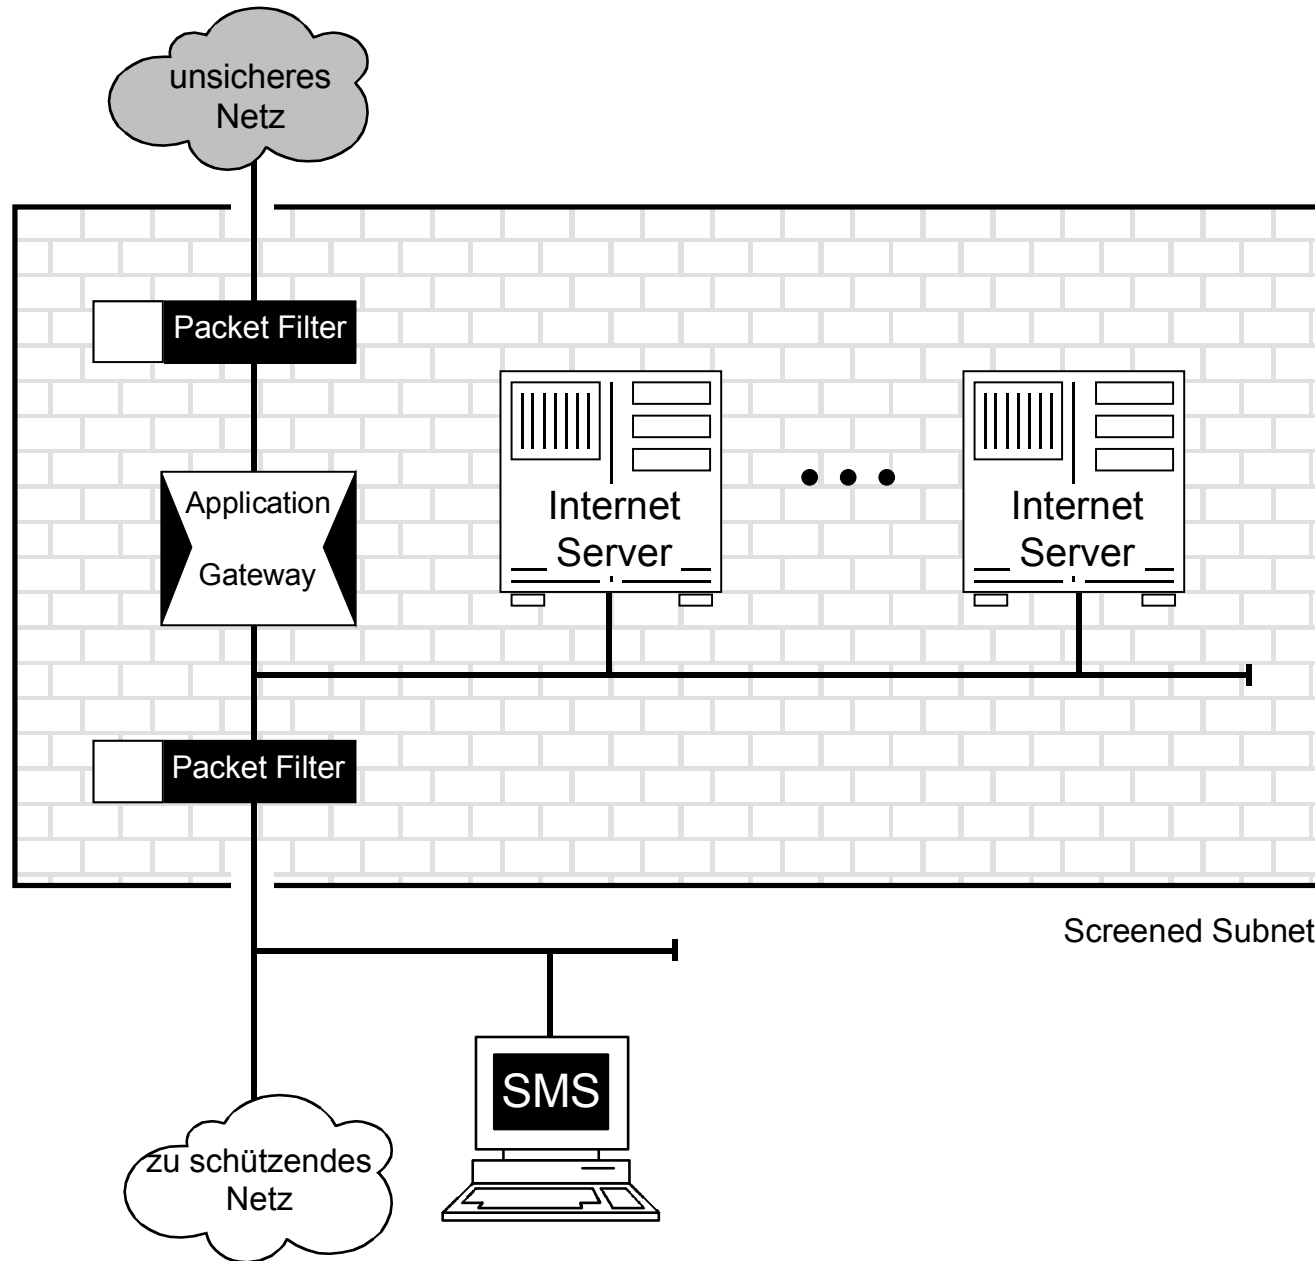 unsicheres
Netz
Packet Filter
Application
Gateway
Internet
Server
Internet
Server
Packet Filter
Screened Subnet
SMS
zu schützendes
Netz